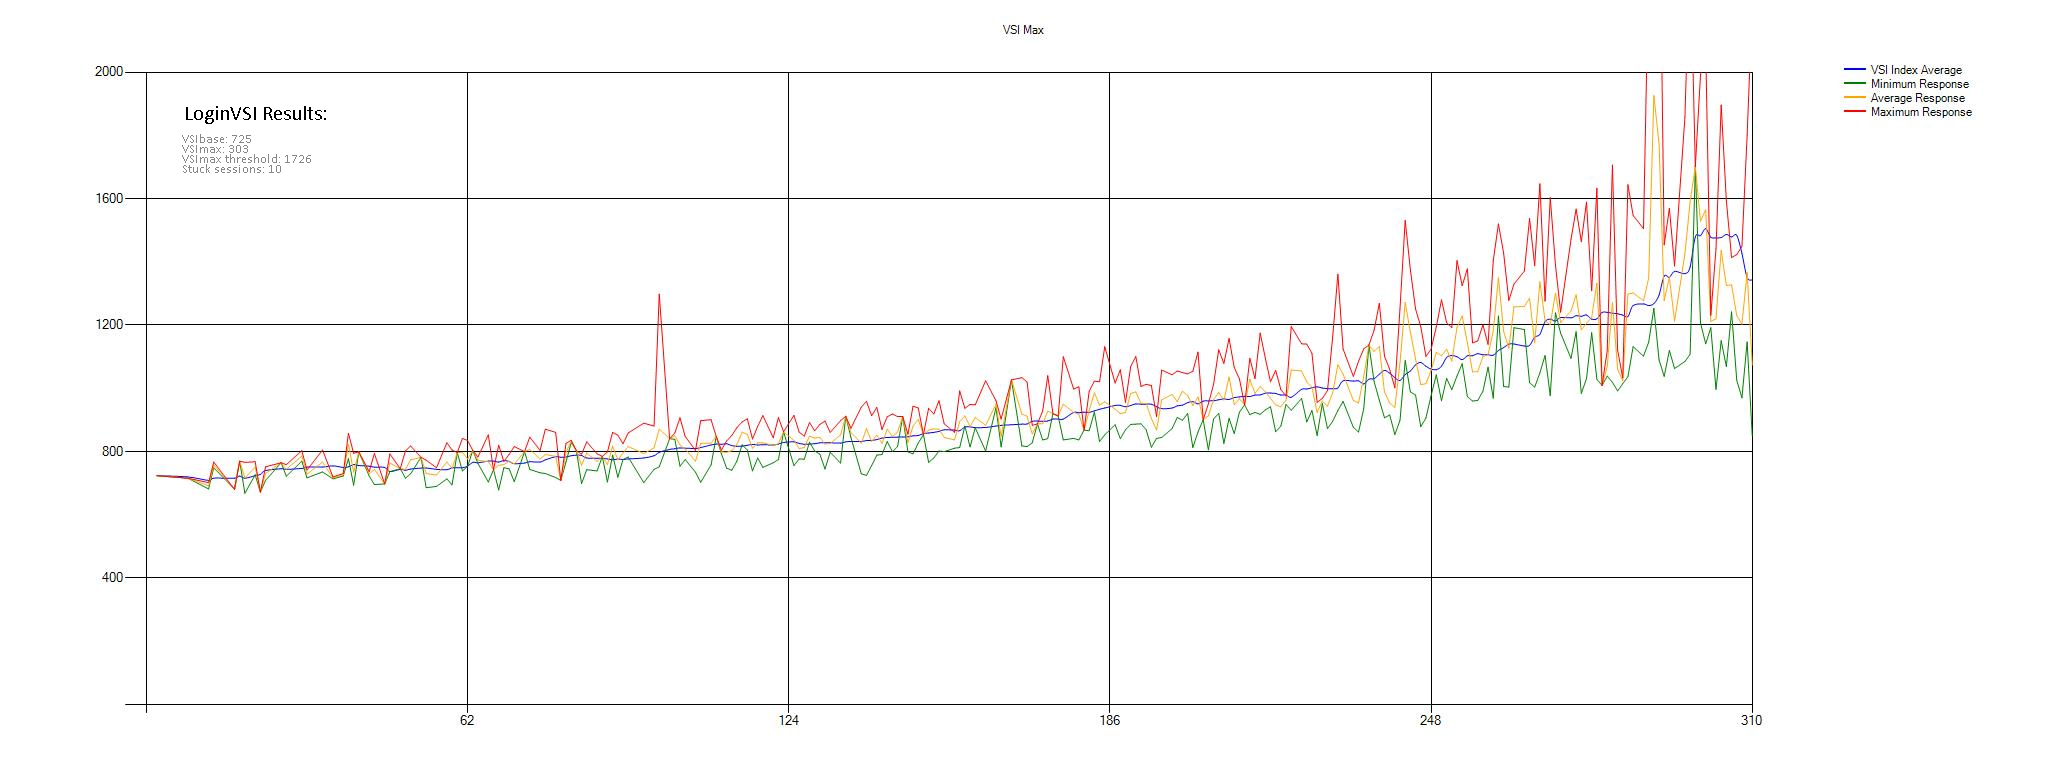 VSI Max
2000
1600
1200
800
400
62
124
186
248
310
LoginVSI Results:
VSIbase: 725
VSImax: 303
VSImax threshold: 1726
Stuck sessions: 10
VSI Index Average
Minimum Response
Average Response
Maximum Response